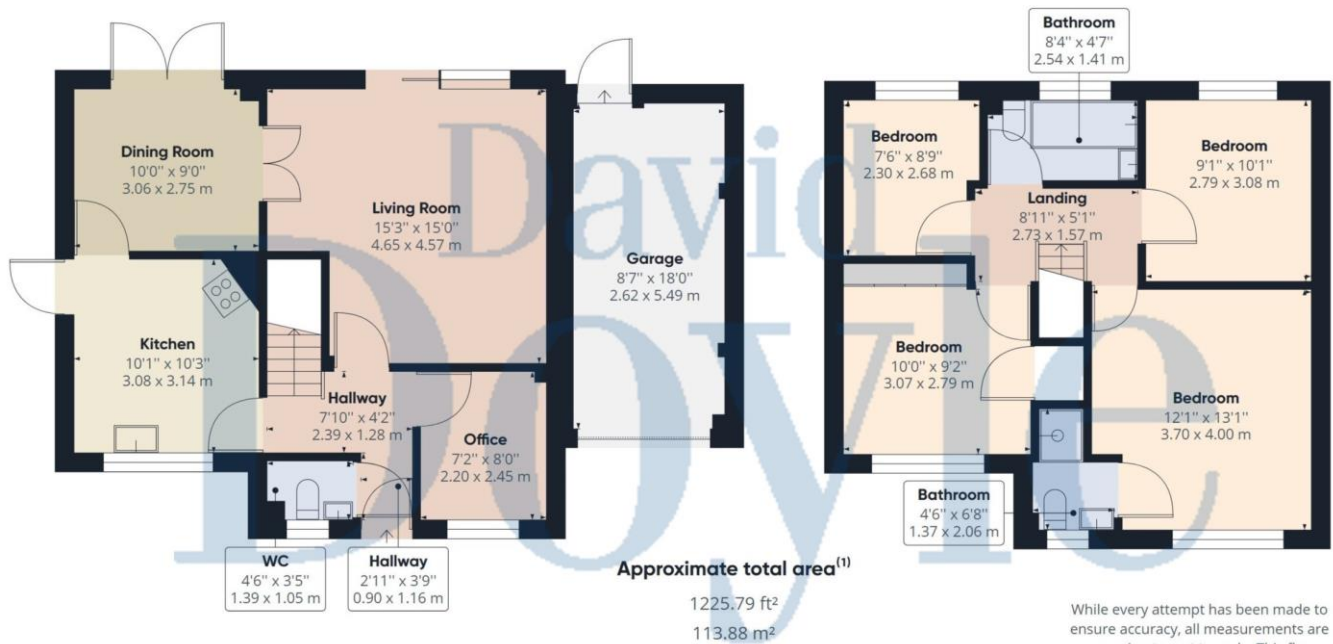 Dining Room
10'0" x 9'0"
3.06 x 2.75 m
Living Room
15'3" x 15'0"
4.65 x 4.57 m
Garage
8'7" x 18'0"
2.62 x 5.49 m
Kitchen
10'1" x 10'3"
3.08 x 3.14 m
Hallway
7'10" x 4'2"
2.39 x 1.28 m
Office
7'2" x 8'0"
2.20 x 2.45 m
WC
4'6" x 3'5"
1.39 x 1.05 m
Hallway
2'11" x 3'9"
0.90 x 1.16 m
Bathroom
8'4" x 4'7"
2.54 x 1.41 m
Bedroom
7'6" x 8'9"
2.30 x 2.68 m
Bedroom
9'1" x 10'1"
2.79 x 3.08 m
Landing
8'11" x 5'1"
2.73 x 1.57 m
Bedroom
10'0" x 9'2"
3.07 x 2.79 m
Bedroom
12'1" x 13'1"
3.70 x 4.00 m
Bathroom
4'6" x 6'8"
1.37 x 2.06 m
David
Doyle
Approximate total area(1)
1225.79 ft²
113.88 m²
While every attempt has been made to
ensure accuracy, all measurements are